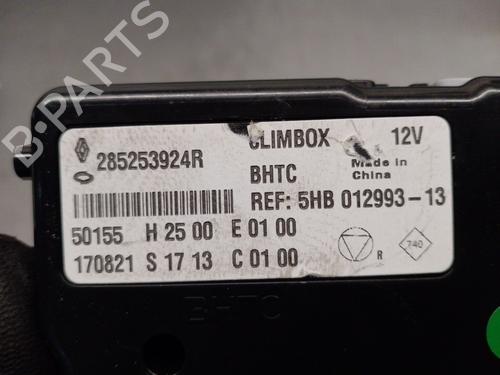 B-PARTS
285253924R
CLIMBOX 12V
BHTC
Made in
China
REF: 5HB 012993-13
50155 H 25 00 E 01 00
170821 S 17 13 C 01 00
R
740
BHTC